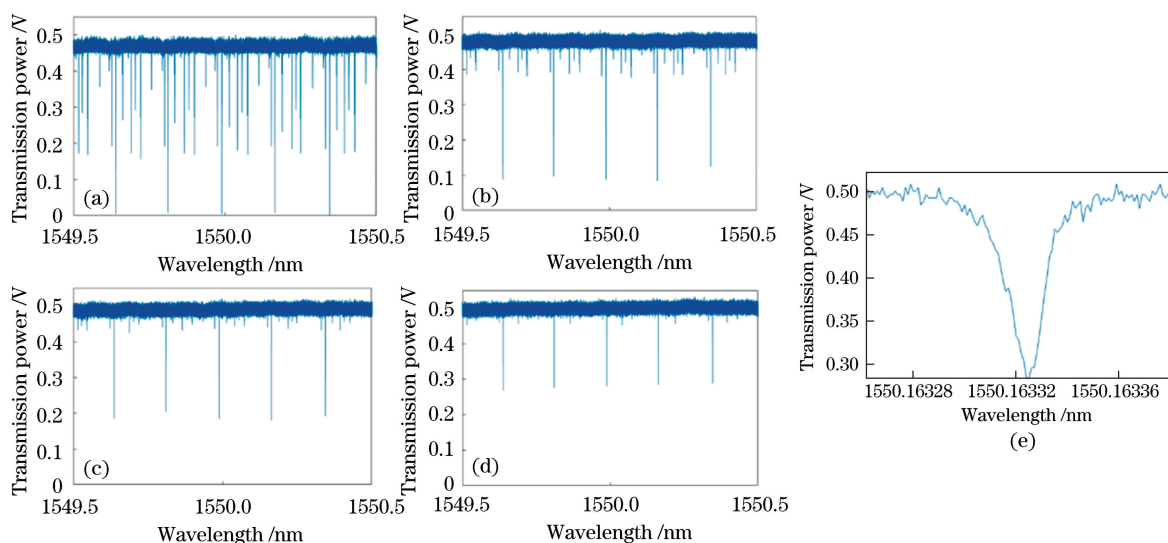 Transmission power /V
0.5
0.4
0.3
0.2
0.1
0
(a)
1549.5
1550.0
1550.5
Wavelength /nm
Transmission power /V
0.5
0.4
0.3
0.2
0.1
0
(b)
1549.5
1550.0
1550.5
Wavelength /nm
Transmission power /V
0.5
0.4
0.3
0.2
0.1
0
(c)
1549.5
1550.0
1550.5
Wavelength /nm
Transmission power /V
0.5
0.4
0.3
0.2
0.1
0
(d)
1549.5
1550.0
1550.5
Wavelength /nm
Transmission power /V
0.50
0.45
0.40
0.35
0.30
1550.16328
1550.16332
1550.16336
Wavelength /nm
(e)